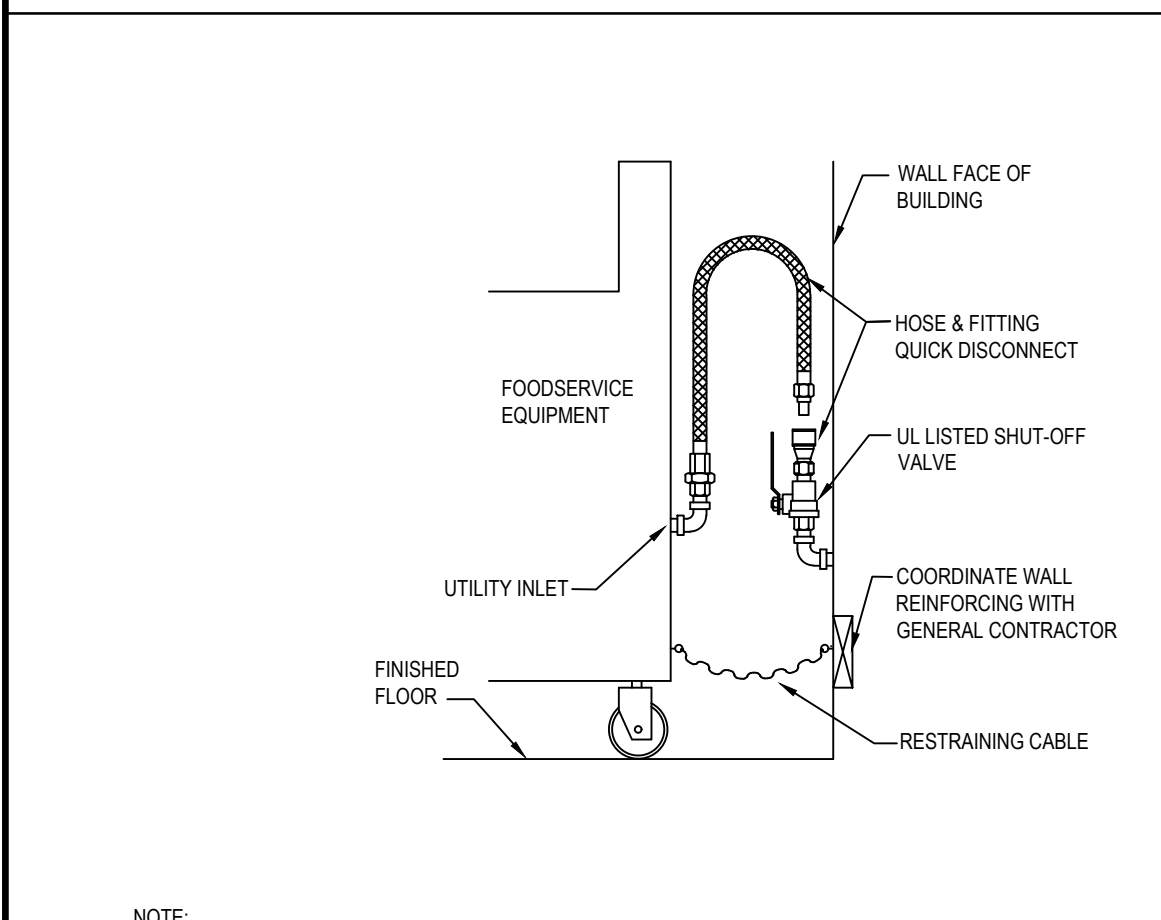 WALL FACE OF
BUILDING
HOSE & FITTING
QUICK DISCONNECT
FOODSERVICE
EQUIPMENT
UL LISTED SHUT-OFF
VALVE
UTILITY INLET
COORDINATE WALL
REINFORCING WITH
GENERAL CONTRACTOR
FINISHED
FLOOR
RESTRAINING CABLE
NOTE: